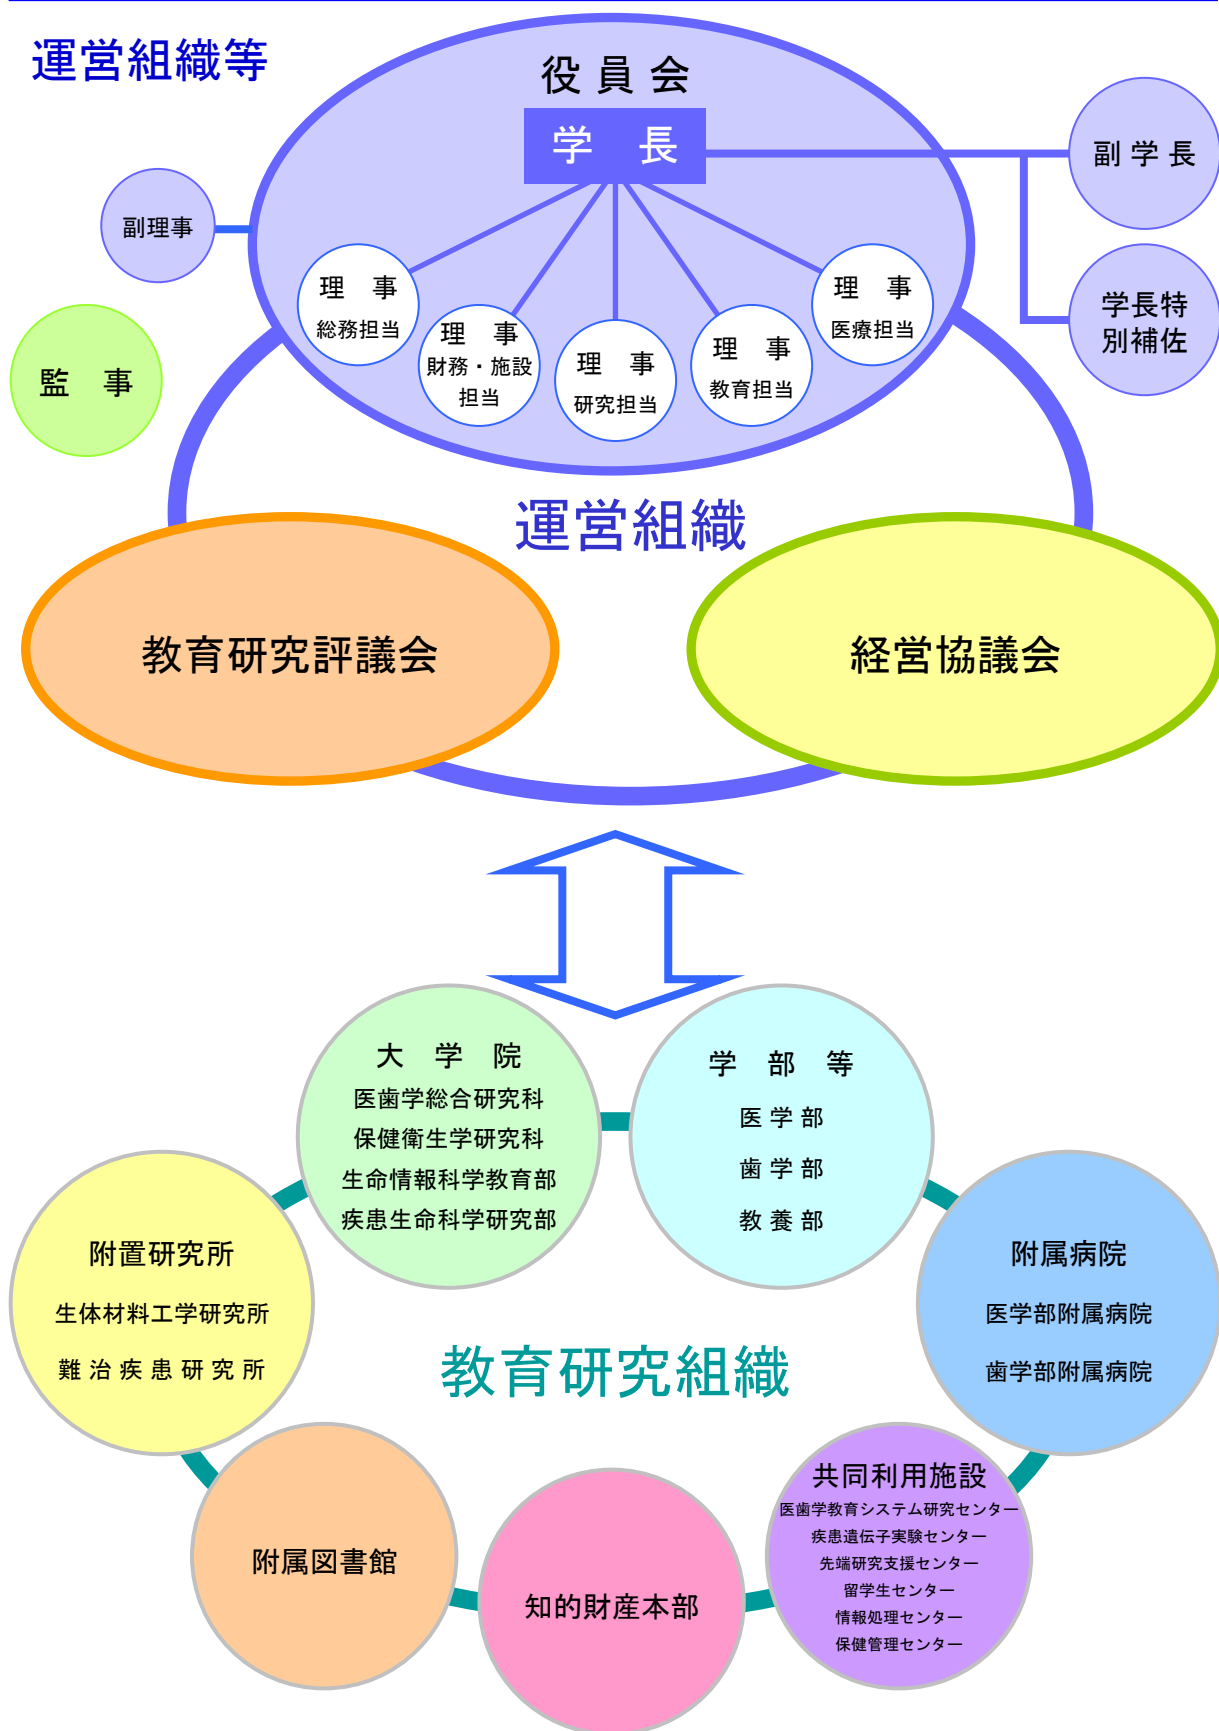 運営組織等
役 員 会
学　長
副 学 長
副理事
学長特
別補佐
監　事
理　事
総務担当
理　事
財務・施設
担当
理　事
研究担当
理　事
教育担当
理　事
医療担当
運営組織
教育研究評議会
経営協議会
大　学　院
医歯学総合研究科
保健衛生学研究科
生命情報科学教育部
疾患生命科学研究部
学　部　等
医 学 部
歯 学 部
教 養 部
附置研究所
生体材料工学研究所
難 治 疾 患 研 究 所
附属病院
医学部附属病院
歯学部附属病院
教育研究組織
附属図書館
知的財産本部
共同利用施設
医歯学教育システム研究センター
疾患遺伝子実験センター
先端研究支援センター
留学生センター
情報処理センター
保健管理センター